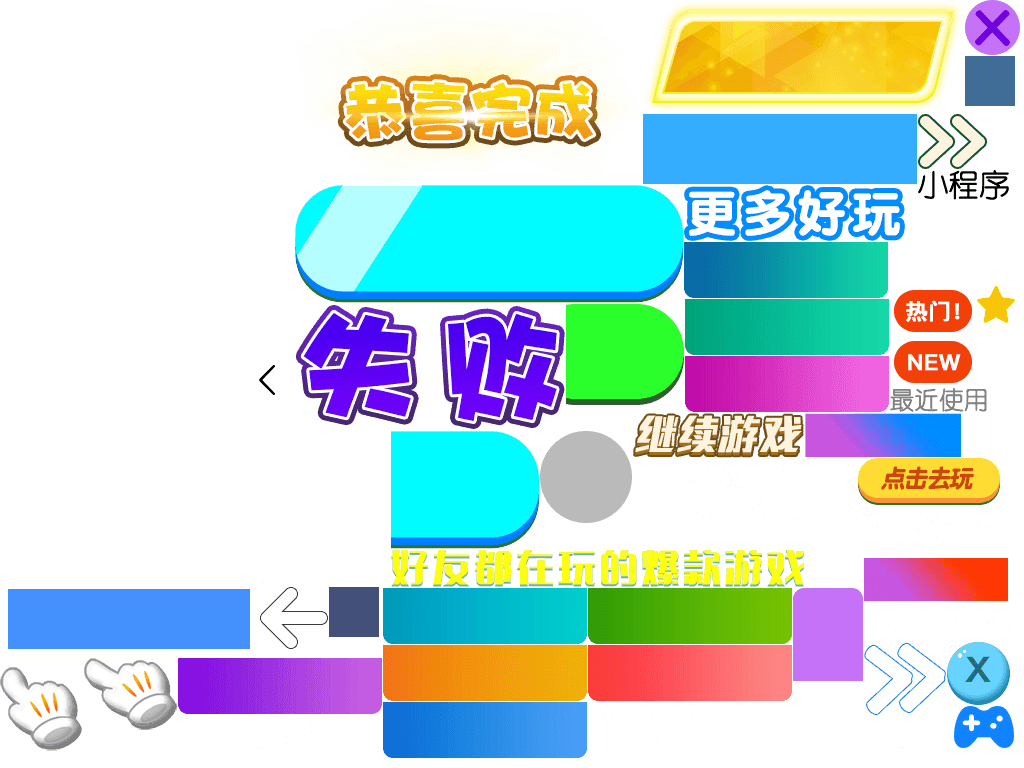 恭喜完成
小程序
更多好玩
热门!
失败
NEW
最近使用
继续游戏
点击去玩
好友都在玩的爆款游戏
X